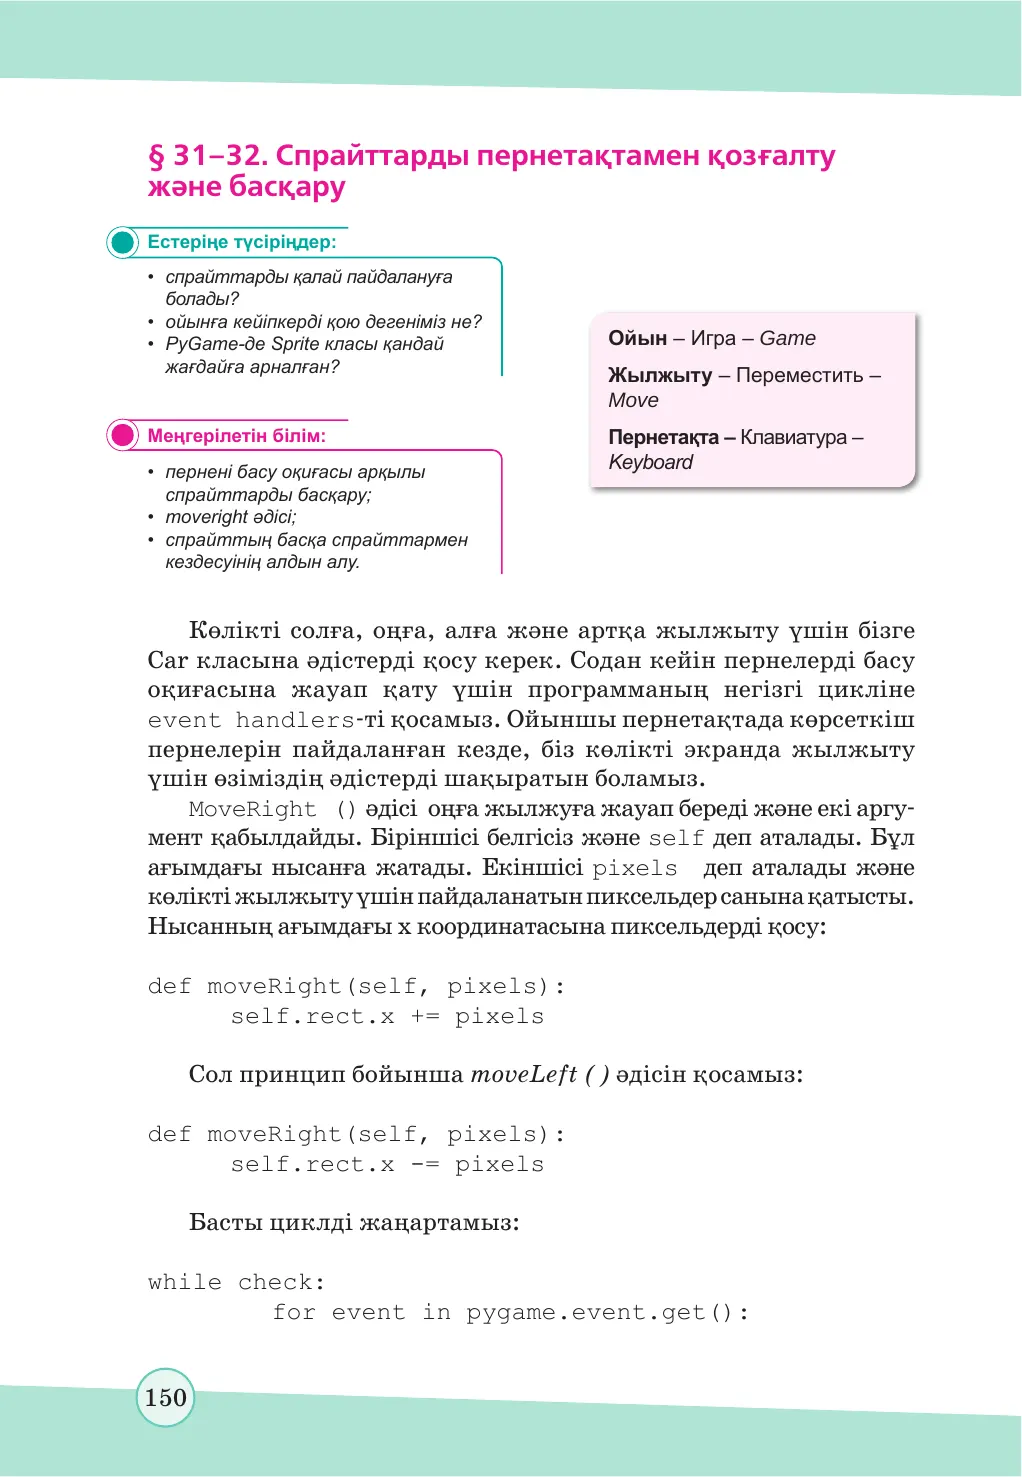 § 31–32. Спрайттарды пернетақтамен қозғалту
және басқару
Естеріңе түсіріңдер:
• спрайттарды қалай пайдалануға
болады?
• ойынға кейіпкерді қою дегеніміз не?
• PyGame-де Sprite класы қандай
жағдайға арналған?
Меңгерілетін білім:
• пернені басу оқиғасы арқылы
спрайттарды басқару;
• moveright әдісі;
• спрайттың басқа спрайттармен
кездесуінің алдын алу.
Ойын – Игра – Game
Жылжыту – Переместить –
Move
Пернетақта – Клавиатура –
Keyboard
Көлікті солға, оңға, алға және артқа жылжыту үшін бізге
Car класына әдістерді қосу керек. Содан кейін пернелерді басу
оқиғасына жауап қату үшін программаның негізгі цикліне
event handlers-ті қосамыз. Ойыншы пернетақтада көрсеткіш
пернелерін пайдаланған кезде, біз көлікті экранда жылжыту
үшін өзіміздің әдістерді шақыратын боламыз.
MoveRight () әдісі оңға жылжуға жауап береді және екі аргу-
мент қабылдайды. Біріншісі белгісіз және self деп аталады. Бұл
ағымдағы нысанға жатады. Екіншісі pixels деп аталады және
көлікті жылжыту үшін пайдаланатын пиксельдер санына қатысты.
Нысанның ағымдағы x координатасына пиксельдерді қосу:
def moveRight(self, pixels):
self.rect.x += pixels
Сол принцип бойынша moveLeft ( ) әдісін қосамыз:
def moveRight(self, pixels):
self.rect.x -= pixels
Басты циклді жаңартамыз:
while check:
for event in pygame.event.get():
150